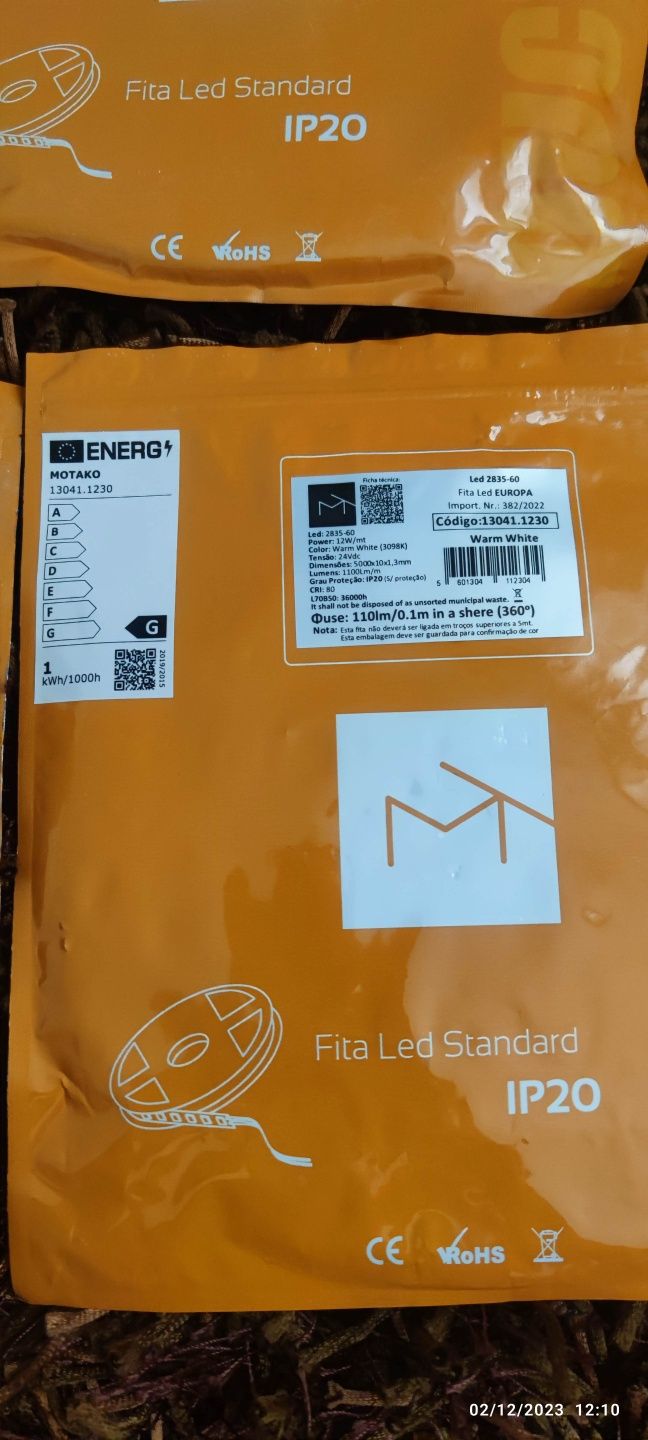 Fita Led Standard
IP20
CE RoHS
ENERG
MOTAKO
13041.1230
A
B
C
D
E
F
G
G
1
kWh/1000h
2019/2015
Ficha técnica:
Led: 2835-60
Power: 12W/mt
Color: Warm White (3098K)
Tensão: 24Vdc
Dimensões: 5000x10x1,3mm
Lumens: 1100Lm/m
Grau Proteção: IP20 (S/ proteção)
CRI: 80
L70B50: 36000h
It shall not be disposed of as unsorted municipal waste.
Φuse: 110lm/0.1m in a shere (360°)
Nota: Esta fita não deverá ser ligada em troços superiores a 5mt.
Esta embalagem deve ser guardada para confirmação de cor
Led 2835-60
Fita Led EUROPA
Import. Nr.: 382/2022
Código:13041.1230
Warm White
5 601304 112304
Fita Led Standard
IP20
CE RoHS
02/12/2023 12:10